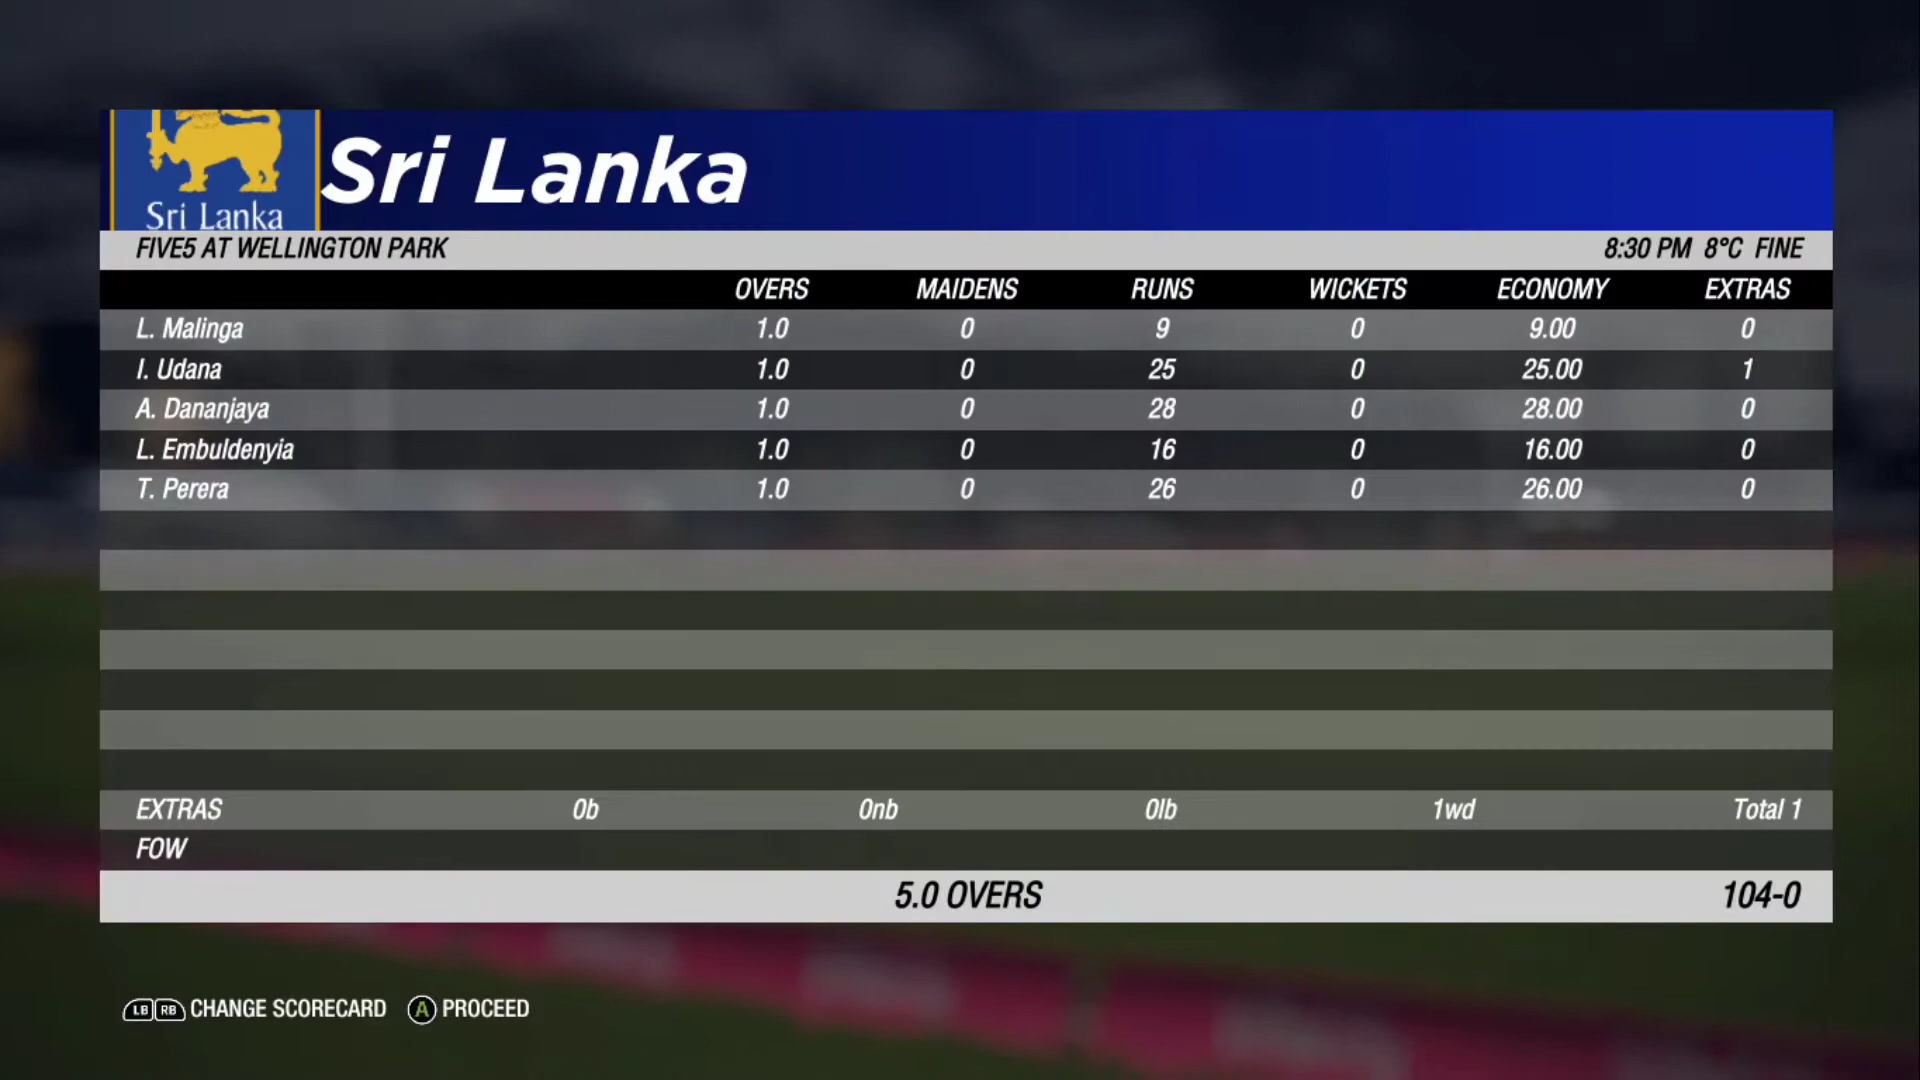 Sri Lanka
Sri Lanka
FIVE5 AT WELLINGTON PARK 8:30 PM 8°C FINE
OVERS MAIDENS RUNS WICKETS ECONOMY EXTRAS
L. Malinga 1.0 0 9 0 9.00 0
I. Udana 1.0 0 25 0 25.00 1
A. Dananjaya 1.0 0 28 0 28.00 0
L. Embuldenyia 1.0 0 16 0 16.00 0
T. Perera 1.0 0 26 0 26.00 0
EXTRAS 0b 0nb 0lb 1wd Total 1
FOW
5.0 OVERS 104-0
LB RB CHANGE SCORECARD A PROCEED